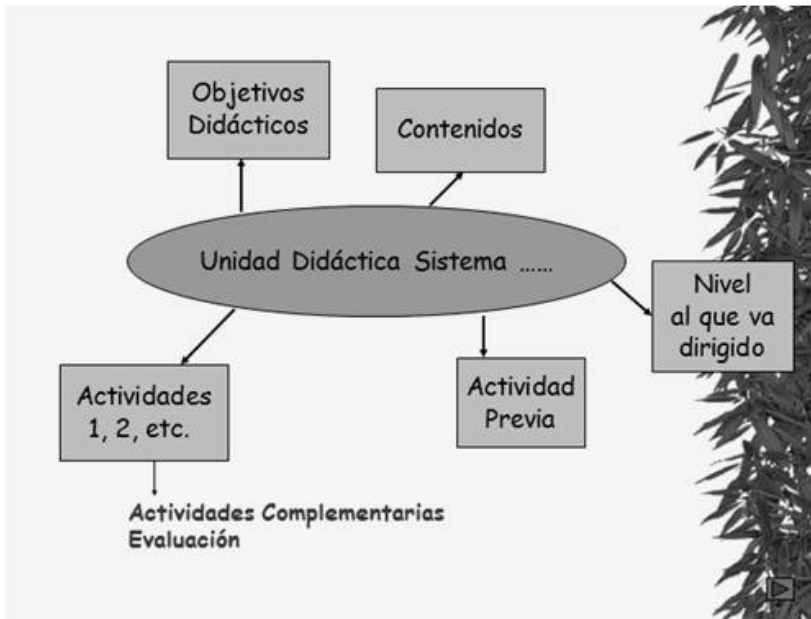 Objetivos
Didácticos
Contenidos
Unidad Didáctica Sistema ......
Nivel
al que va
dirigido
Actividades
1, 2, etc.
Actividad
Previa
Actividades Complementarias
Evaluación